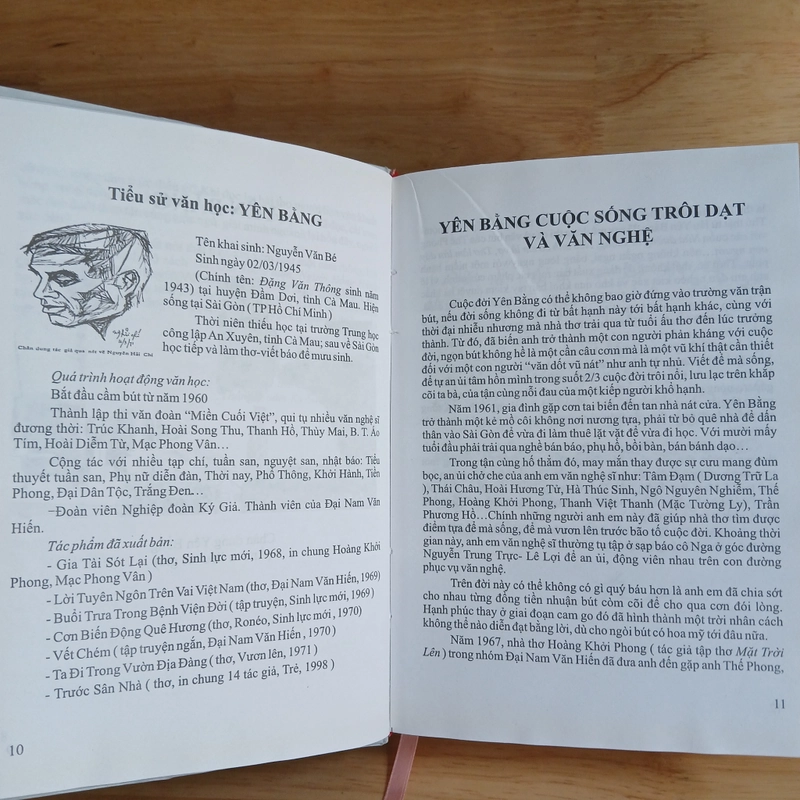 Tiểu sử văn học: YÊN BẰNG
Tên khai sinh: Nguyễn Văn Bé
Sinh ngày 02/03/1945
(Chính tên: Đặng Văn Thông sinh năm
1943) tại huyện Đầm Dơi, tỉnh Cà Mau. Hiện
sống tại Sài Gòn ( TP Hồ Chí Minh )
Thời niên thiếu học tại trường Trung học
công lập An Xuyên, tỉnh Cà Mau; sau về Sài Gòn
học tiếp và làm thơ-viết báo để mưu sinh.
Chân dung tác giả qua nét vẽ Nguyễn Hải Chí
Quá trình hoạt động văn học:
Bắt đầu cầm bút từ năm 1960
Thành lập thi văn đoàn “Miền Cuối Việt”, qui tụ nhiều văn nghệ sĩ
đương thời: Trúc Khanh, Hoài Song Thu, Thanh Hồ, Thùy Mai, B. T. Áo
Tím, Hoài Diễm Từ, Mạc Phong Vân…
Cộng tác với nhiều tạp chí, tuần san, nguyệt san, nhật báo: Tiểu
thuyết tuần san, Phụ nữ diễn đàn, Thời nay, Phổ Thông, Khởi Hành, Tiền
Phong, Đại Dân Tộc, Trắng Đen…
–Đoàn viên Nghiệp đoàn Ký Giả. Thành viên của Đại Nam Văn
Hiến.
Tác phẩm đã xuất bản:
- Gia Tài Sót Lại ( thơ, Sinh lực mới, 1968, in chung Hoàng Khởi
Phong, Mạc Phong Vân )
- Lời Tuyên Ngôn Trên Vai Việt Nam (thơ, Đại Nam Văn Hiến, 1969)
- Buổi Trưa Trong Bệnh Viện Đời ( tập truyện, Sinh lực mới, 1969 )
- Cơn Biến Động Quê Hương (thơ, Ronéo, Sinh lực mới, 1970)
- Vết Chém ( tập truyện ngắn, Đại Nam Văn Hiến , 1970 )
- Ta Đi Trong Vườn Địa Đàng ( thơ, Vươn lên, 1971 )
- Trước Sân Nhà ( thơ, in chung 14 tác giả, Trẻ, 1998 )
10
YÊN BẰNG CUỘC SỐNG TRÔI DẠT
VÀ VĂN NGHỆ
Cuộc đời Yên Bằng có thể không bao giờ đứng vào trường văn trận
bút, nếu đời sống không đi từ bất hạnh này tới bất hạnh khác, cùng với
thời đại nhiễu nhương mà nhà thơ trải qua từ tuổi ấu thơ đến lúc trưởng
thành. Từ đó, đã biến anh trở thành một con người phản kháng với cuộc
đời, ngọn bút không hề là một cần câu cơm mà là một vũ khí thật cần thiết
đối với một con người “văn dốt vũ nát” như anh tự nhủ. Viết để mà sống,
để tự an ủi tâm hồn mình trong suốt 2/3 cuộc đời trôi nổi, lưu lạc trên khắp
cõi ta bà, của tận cùng nỗi đau của một kiếp người khổ hạnh.
Năm 1961, gia đình gặp cơn tai biến đến tan nhà nát cửa. Yên Bằng
trở thành một kẻ mồ côi không nơi nương tựa, phải từ bỏ quê nhà để dấn
thân vào Sài Gòn để vừa đi làm thuê lặt vặt để vừa đi học. Với mười mấy
tuổi đầu phải trải qua nghề bán báo, phụ hồ, bồi bàn, bán bánh dạo…
Trong tận cùng hố thẳm đó, may mắn thay được sự cưu mang đùm
bọc, an ủi chở che của anh em văn nghệ sĩ như: Tâm Đạm ( Dương Trữ La
), Thái Châu, Hoài Hương Tử, Hà Thúc Sinh, Ngô Nguyên Nghiễm, Thế
Phong, Hoàng Khởi Phong, Thanh Việt Thanh (Mặc Tường Ly), Trần
Phương Hồ…Chính những người anh em này đã giúp nhà thơ tìm được
điểm tựa để mà sống, để mà vươn lên trước bão tố cuộc đời. Khoảng thời
gian này, anh em văn nghệ sĩ thường tụ tập ở sạp báo cô Nga ở góc đường
Nguyễn Trung Trực- Lê Lợi để an ủi, động viên nhau trên con đường
phục vụ văn nghệ.
Trên đời này có thể không có gì quý báu hơn là anh em đã chia sớt
cho nhau từng đồng tiền nhuận bút còm cõi để cho qua cơn đói lòng.
Hạnh phúc thay ở giai đoạn cam go đó đã hình thành một trời nhân cách
không thể nào diễn đạt bằng lời, dù cho ngòi bút có hoa mỹ tới đâu nữa.
Năm 1967, nhà thơ Hoàng Khởi Phong ( tác giả tập thơ Mặt Trời
Lên ) trong nhóm Đại Nam Văn Hiến đã đưa anh đến gặp anh Thế Phong,
11